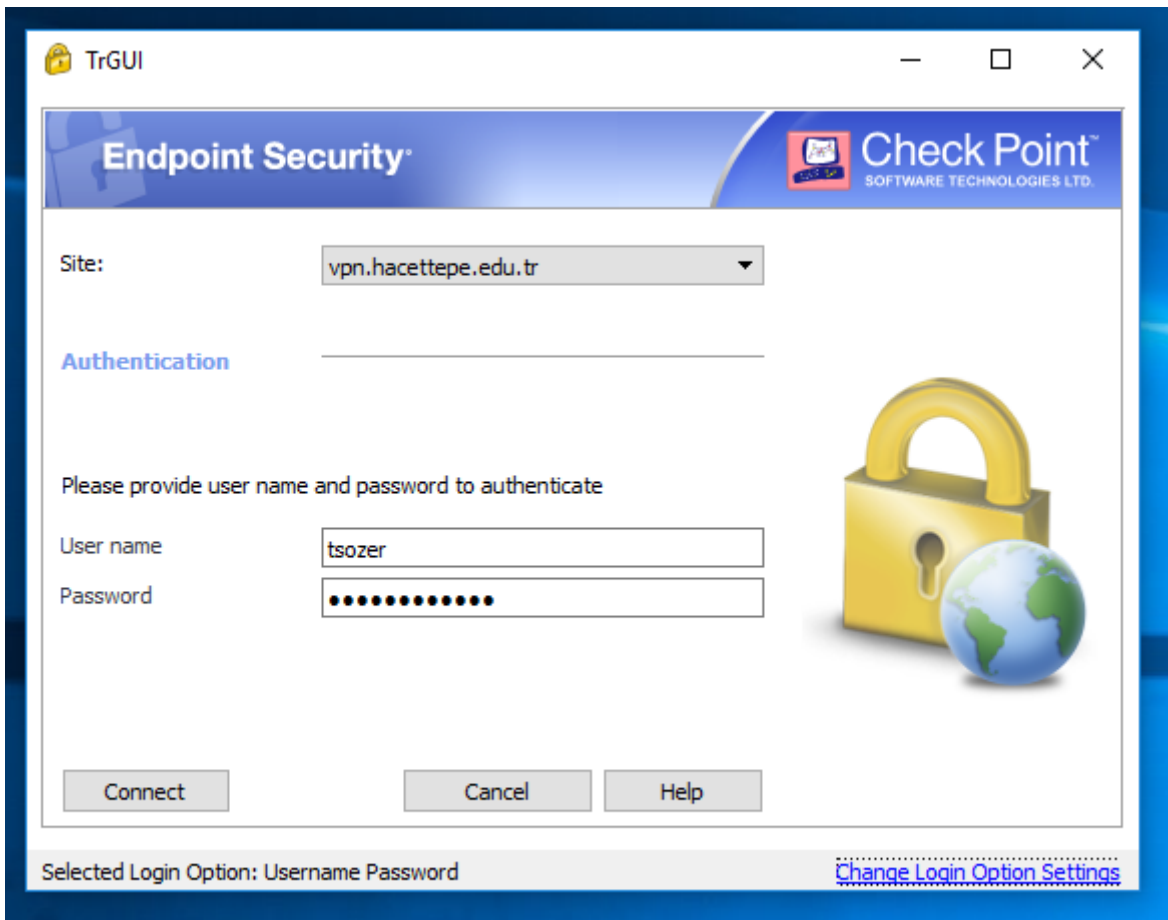 TrGUI
Endpoint Security
Check Point™
SOFTWARE TECHNOLOGIES LTD.
Site:
vpn.hacettepe.edu.tr
Authentication
Please provide user name and password to authenticate
User name
tsozer
Password
●●●●●●●●●●●●
Connect
Cancel
Help
Selected Login Option: Username Password
Change Login Option Settings